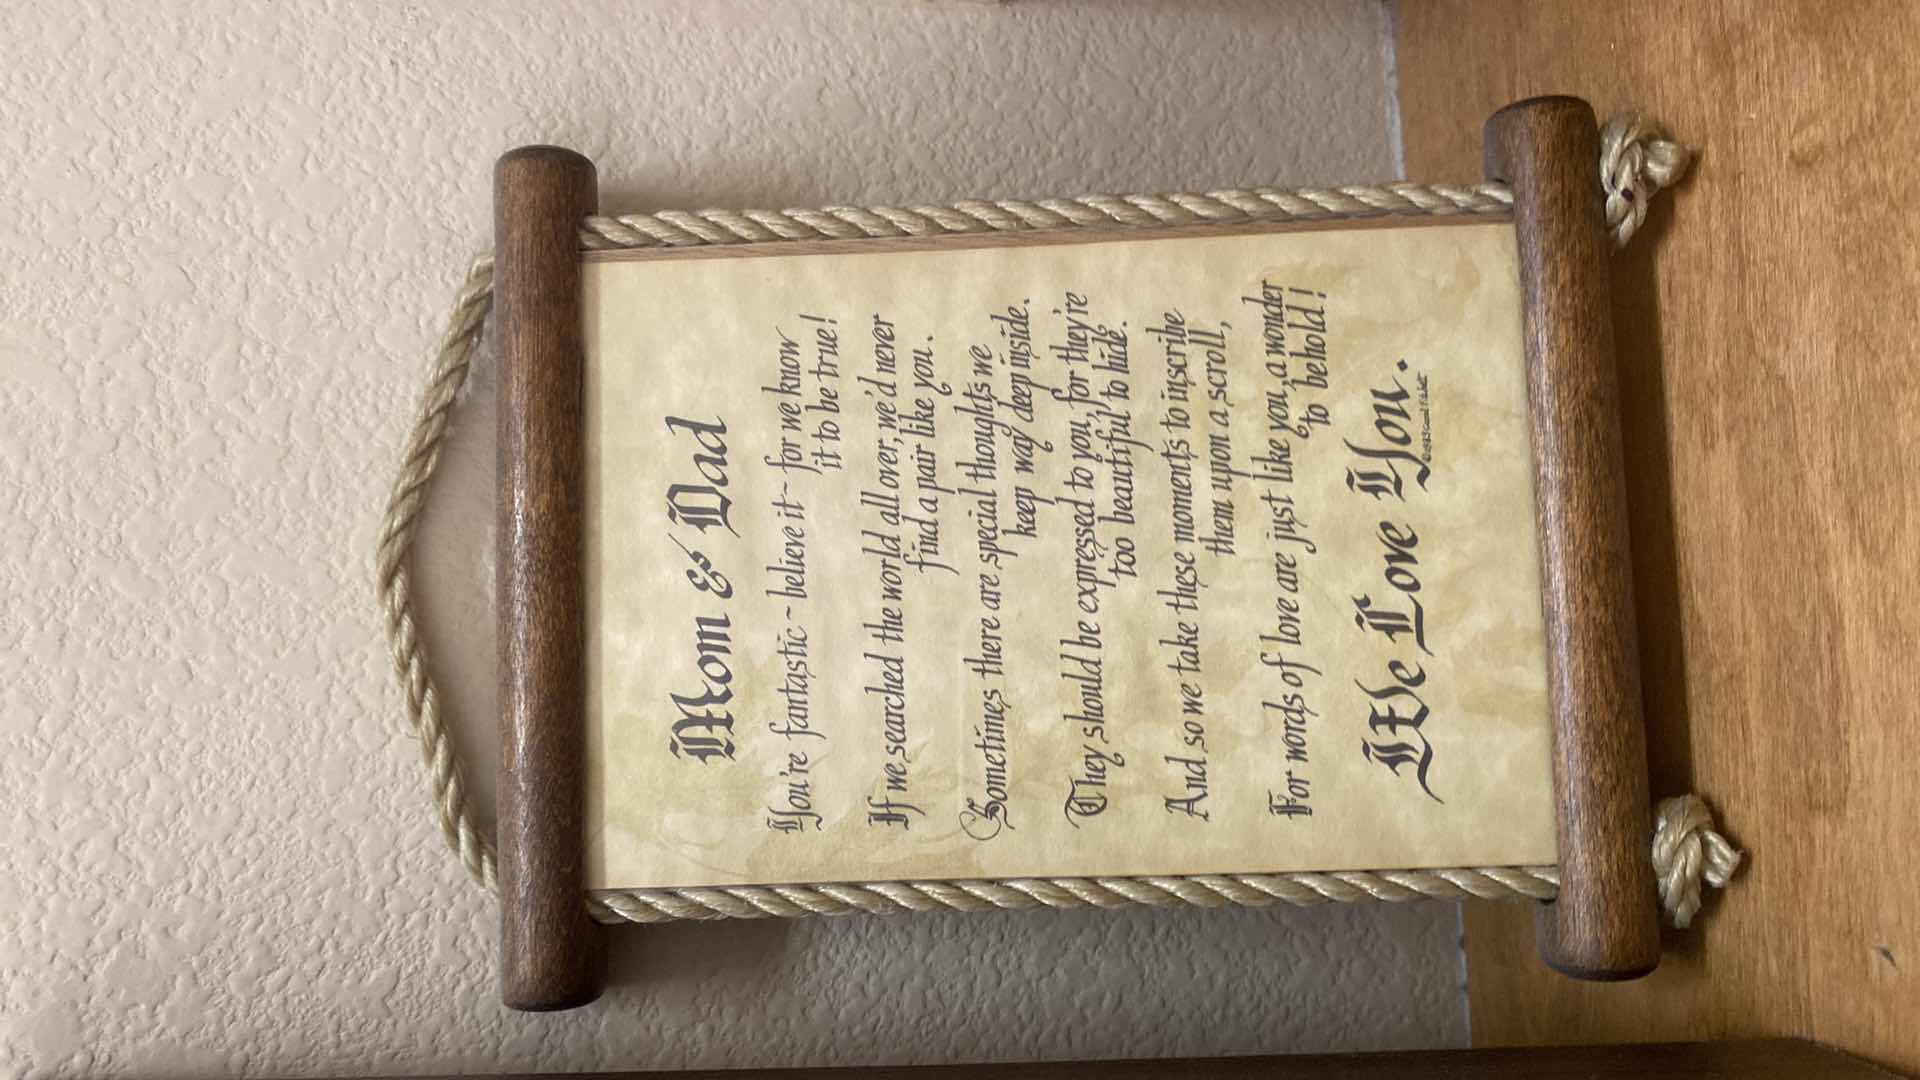 Mom & Dad
You're fantastic ~ believe it ~ for we know
it to be true!
If we searched the world all over, we'd never
find a pair like you.
Sometimes there are special thoughts we
keep way deep inside.
They should be expressed to you, for they're
too beautiful to hide.
And so we take these moments to inscribe
them upon a scroll,
For words of love are just like you, a wonder
to behold!
We Love You.